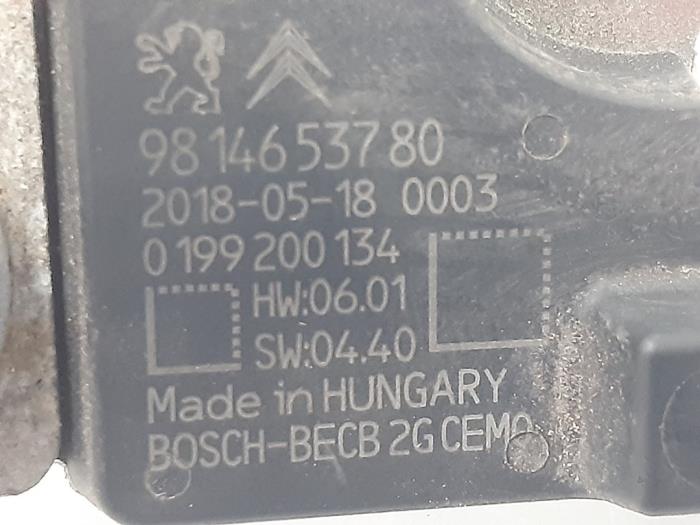 98 146 537 80
2018-05-18 0003
0 199 200 134
HW:06.01
SW:04.40
Made in HUNGARY
BOSCH-BECB 2G